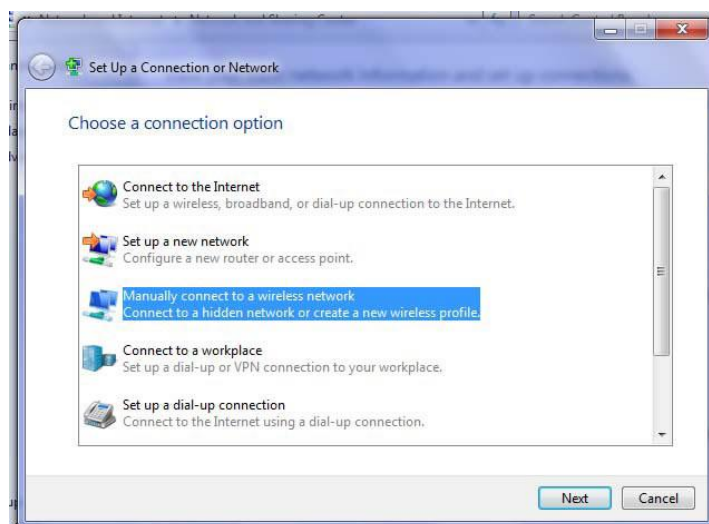 Set Up a Connection or Network
Choose a connection option
Connect to the Internet
Set up a wireless, broadband, or dial-up connection to the Internet.
Set up a new network
Configure a new router or access point.
Manually connect to a wireless network
Connect to a hidden network or create a new wireless profile.
Connect to a workplace
Set up a dial-up or VPN connection to your workplace.
Set up a dial-up connection
Connect to the Internet using a dial-up connection.
Next
Cancel